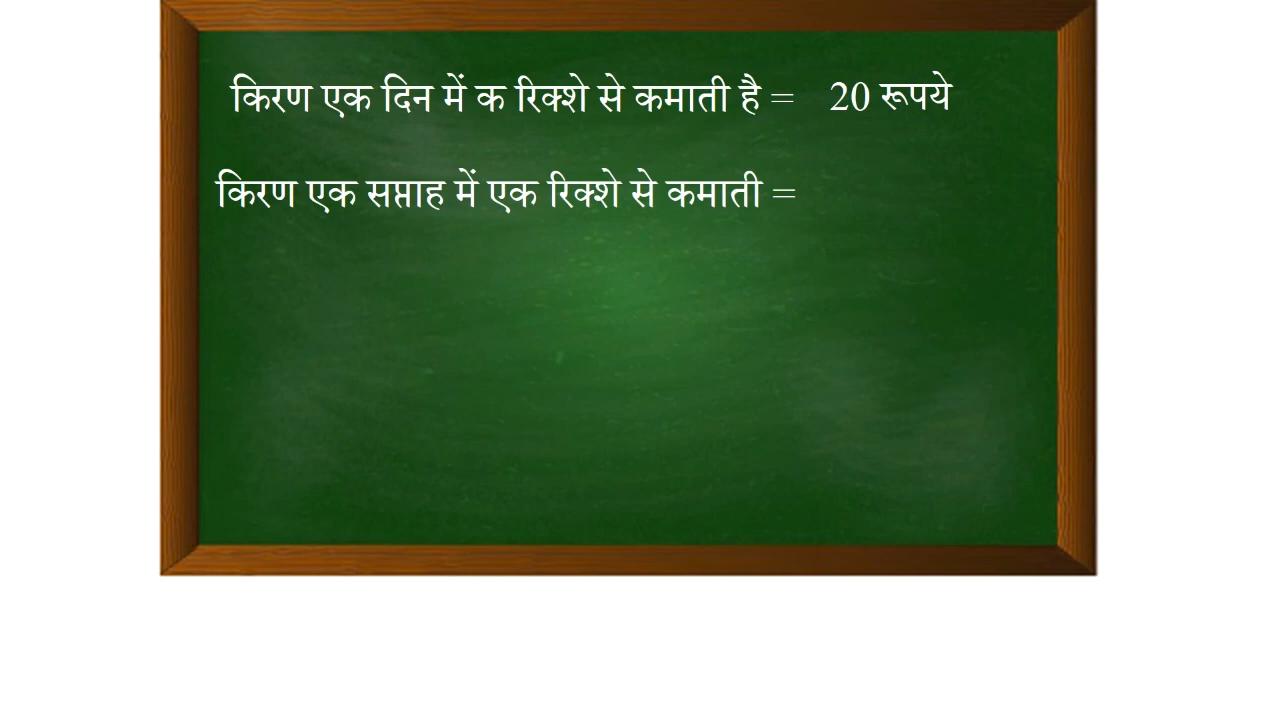 किरण एक दिन में क रिक्शे से कमाती है = 20 रूपये
किरण एक सप्ताह में एक रिक्शे से कमाती =